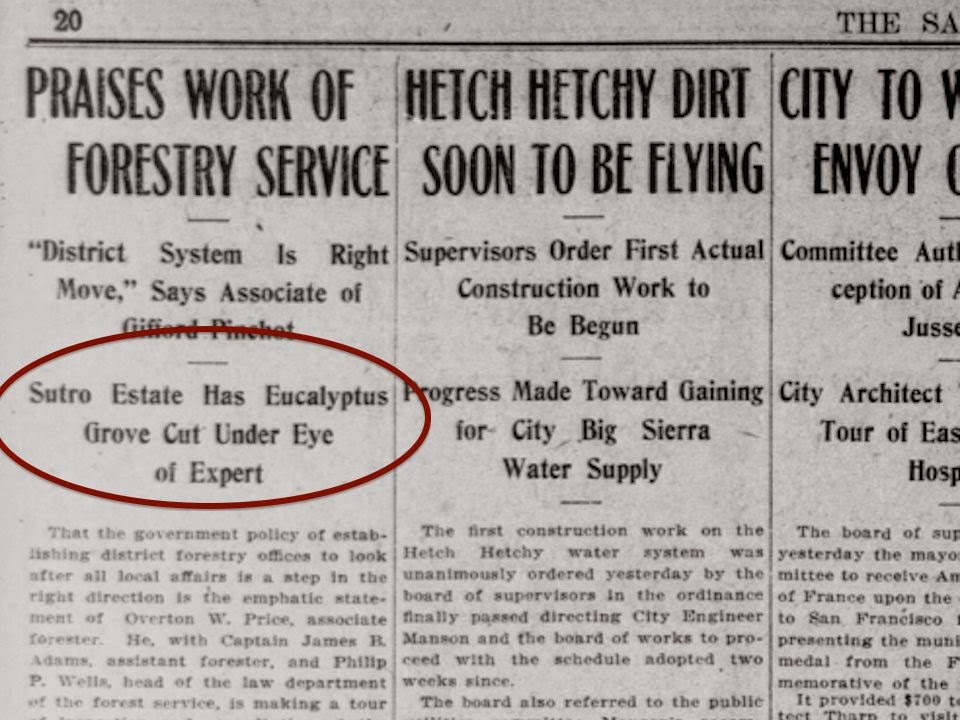 20
THE SA
PRAISES WORK OF
FORESTRY SERVICE
"District System Is Right
Move," Says Associate of
Gifford Pinchot
Sutro Estate Has Eucalyptus
Grove Cut Under Eye
of Expert
That the government policy of estab-
lishing district forestry offices to look
after all local affairs is a step in the
right direction is the emphatic state-
ment of Overton W. Price, associate
forester. He, with Captain James B.
Adams, assistant forester, and Philip
P. Wells, head of the law department
of the forest service, is making a tour
HETCH HETCHY DIRT
SOON TO BE FLYING
Supervisors Order First Actual
Construction Work to
Be Begun
Progress Made Toward Gaining
for City Big Sierra
Water Supply
The first construction work on the
Hetch Hetchy water system was
unanimously ordered yesterday by the
board of supervisors in the ordinance
finally passed directing City Engineer
Manson and the board of works to pro-
ceed with the schedule adopted two
weeks since.
The board also referred to the public
CITY TO W
ENVOY
Committee Auth
ception of A
Jusse
City Architect
Tour of Eas
Hosp
The board of sup
yesterday the mayo
mittee to receive Am
of France upon the
to San Francisco
presenting the muni
medal from the F
memorative of the
It provided $700 to
tect Tharp to visit